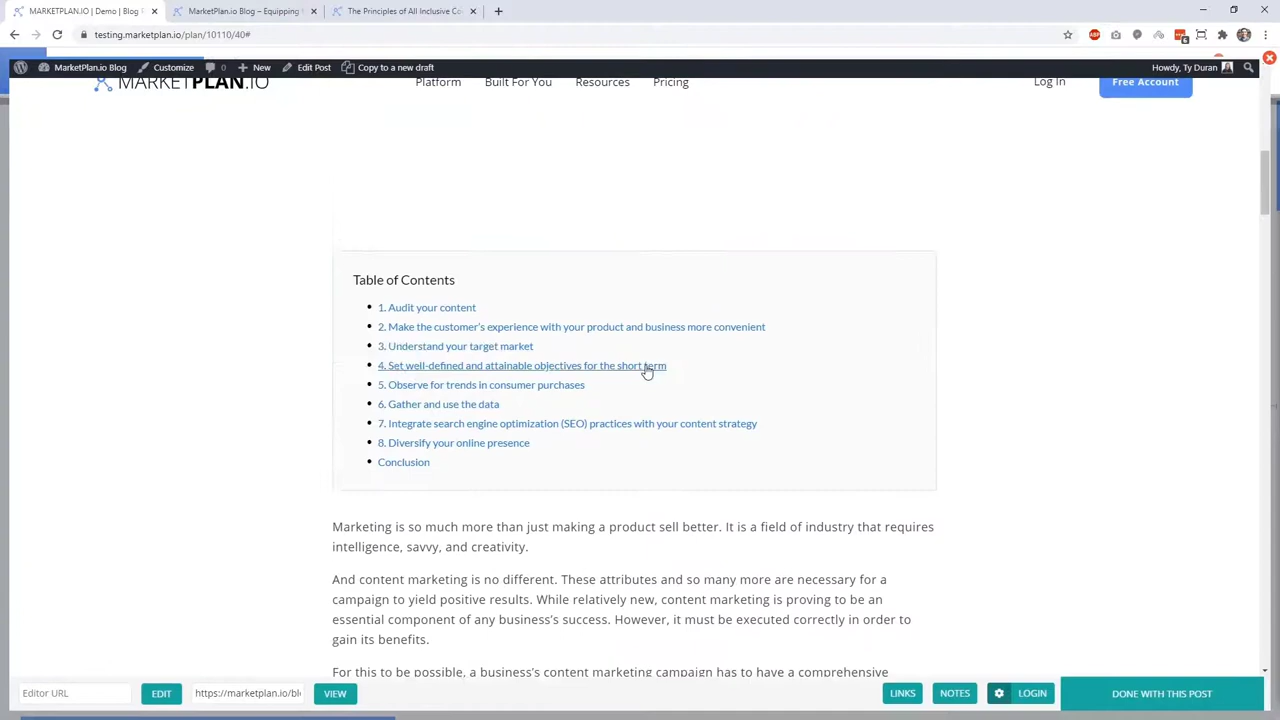 MARKETPLAN.IO | Demo | Blog P
MarketPlan.io Blog – Equipping
The Principles of All Inclusive Co
testing.marketplan.io/plan/10110/40#
MarketPlan.io Blog
Customize
0
New
Edit Post
Copy to a new draft
Howdy, Ty Duran
MARKETPLAN.IO
Platform
Built For You
Resources
Pricing
Log In
Free Account
Table of Contents
1. Audit your content
2. Make the customer's experience with your product and business more convenient
3. Understand your target market
4. Set well-defined and attainable objectives for the short term
5. Observe for trends in consumer purchases
6. Gather and use the data
7. Integrate search engine optimization (SEO) practices with your content strategy
8. Diversify your online presence
Conclusion
Marketing is so much more than just making a product sell better. It is a field of industry that requires
intelligence, savvy, and creativity.
And content marketing is no different. These attributes and so many more are necessary for a
campaign to yield positive results. While relatively new, content marketing is proving to be an
essential component of any business's success. However, it must be executed correctly in order to
gain its benefits.
For this to be possible, a business's content marketing campaign has to have a comprehensive
Editor URL
EDIT
https://marketplan.io/bl
VIEW
LINKS
NOTES
LOGIN
DONE WITH THIS POST